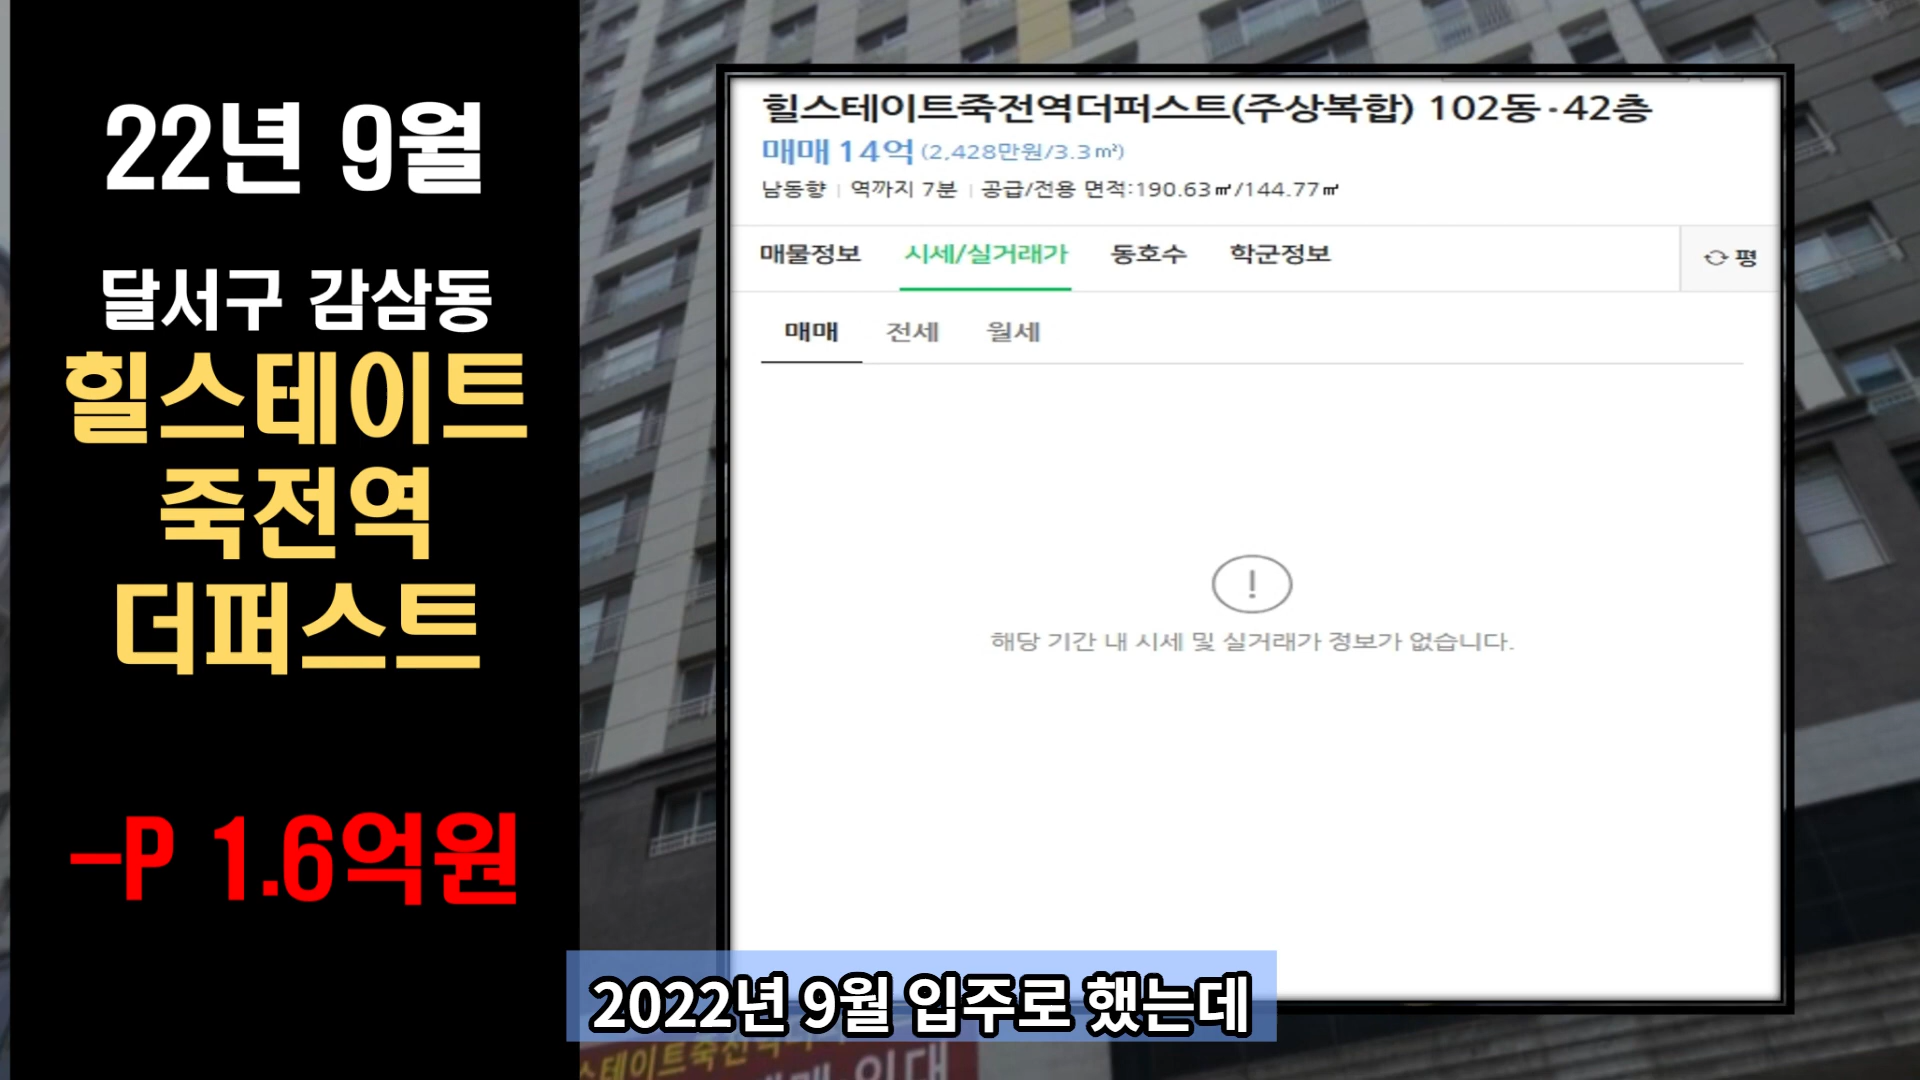 22년 9월
달서구 감삼동
힐스테이트
죽전역
더퍼스트
-P 1.6억원
힐스테이트죽전역더퍼스트(주상복합) 102동·42층
매매 14억 (2,428만원/3.3㎡)
남동향 | 역까지 7분 | 공급/전용 면적:190.63㎡/144.77㎡
매물정보 시세/실거래가 동호수 학군정보 평
매매 전세 월세
해당 기간 내 시세 및 실거래가 정보가 없습니다.
2022년 9월 입주로 했는데
스테이트죽전역